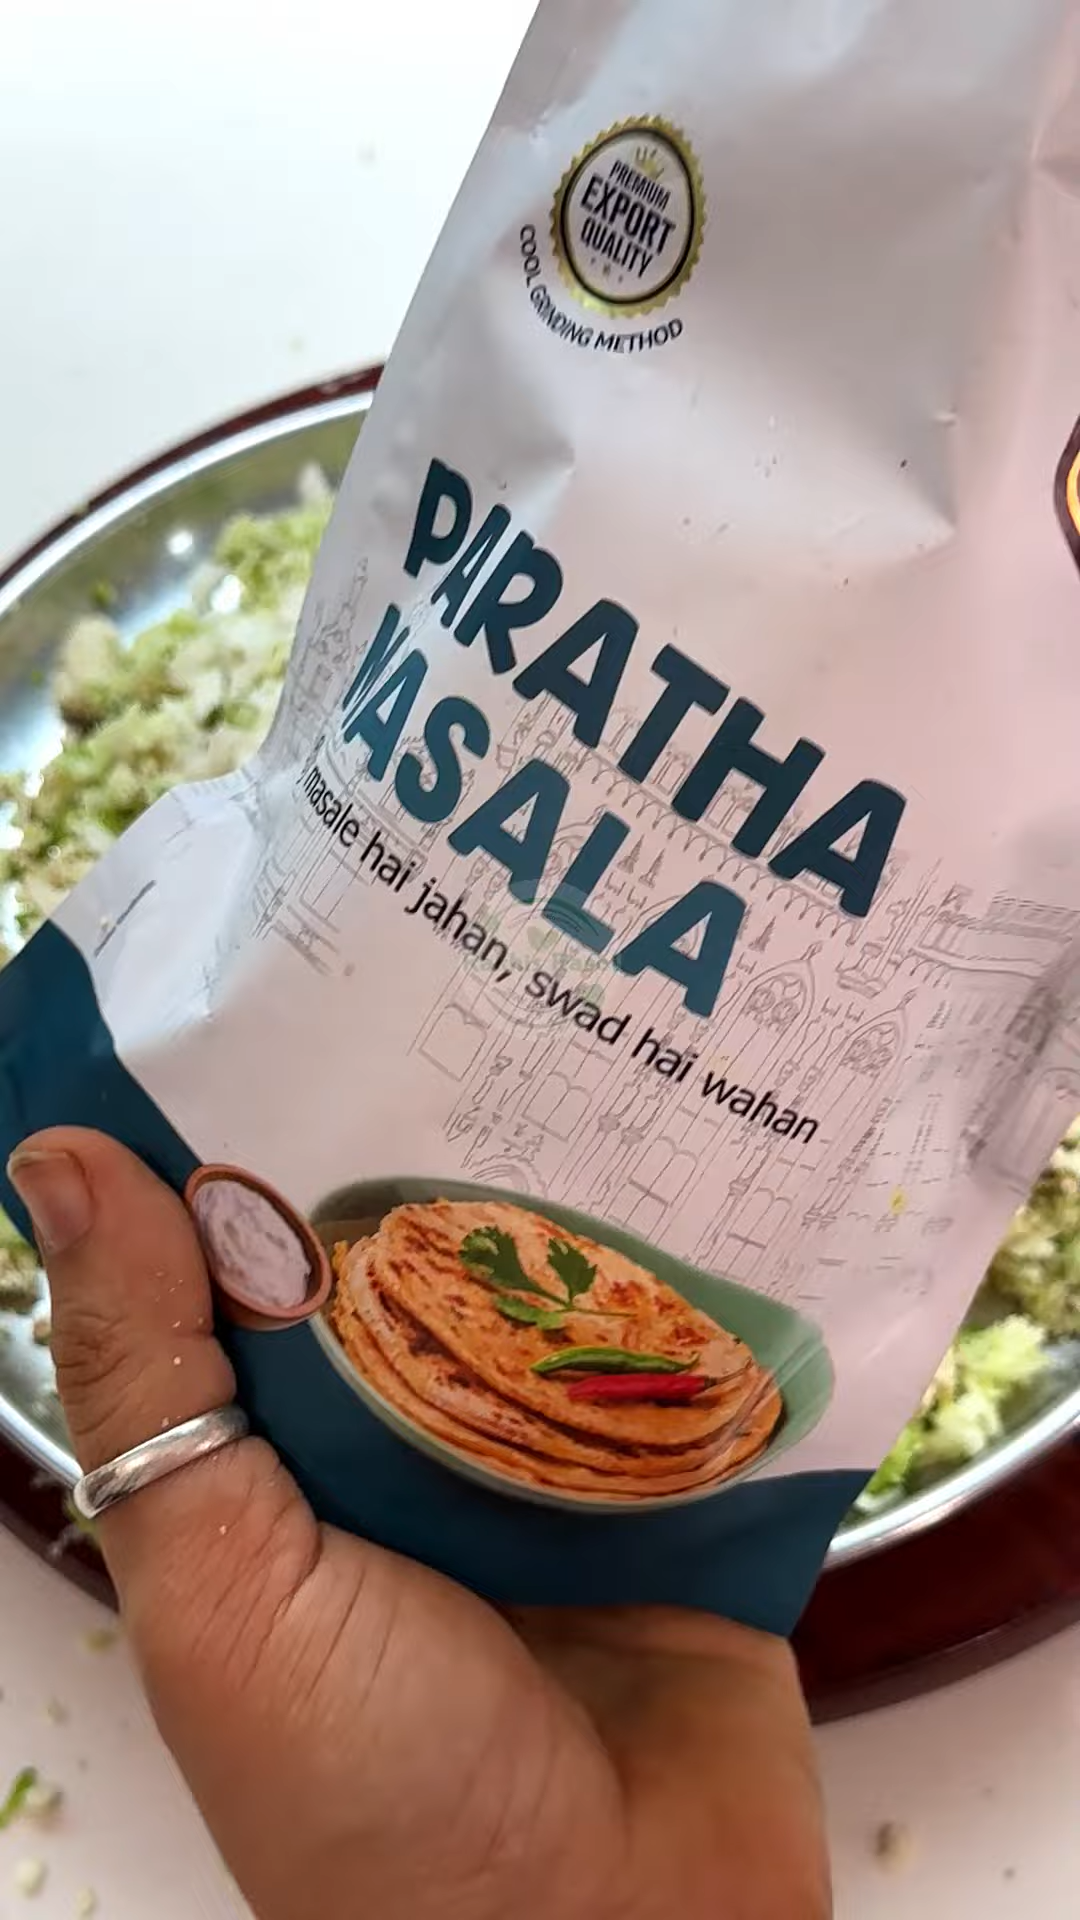 PREMIUM
EXPORT
QUALITY
COOL GRINDING METHOD
PARATHA
MASALA
masale hai jahan, swad hai wahan